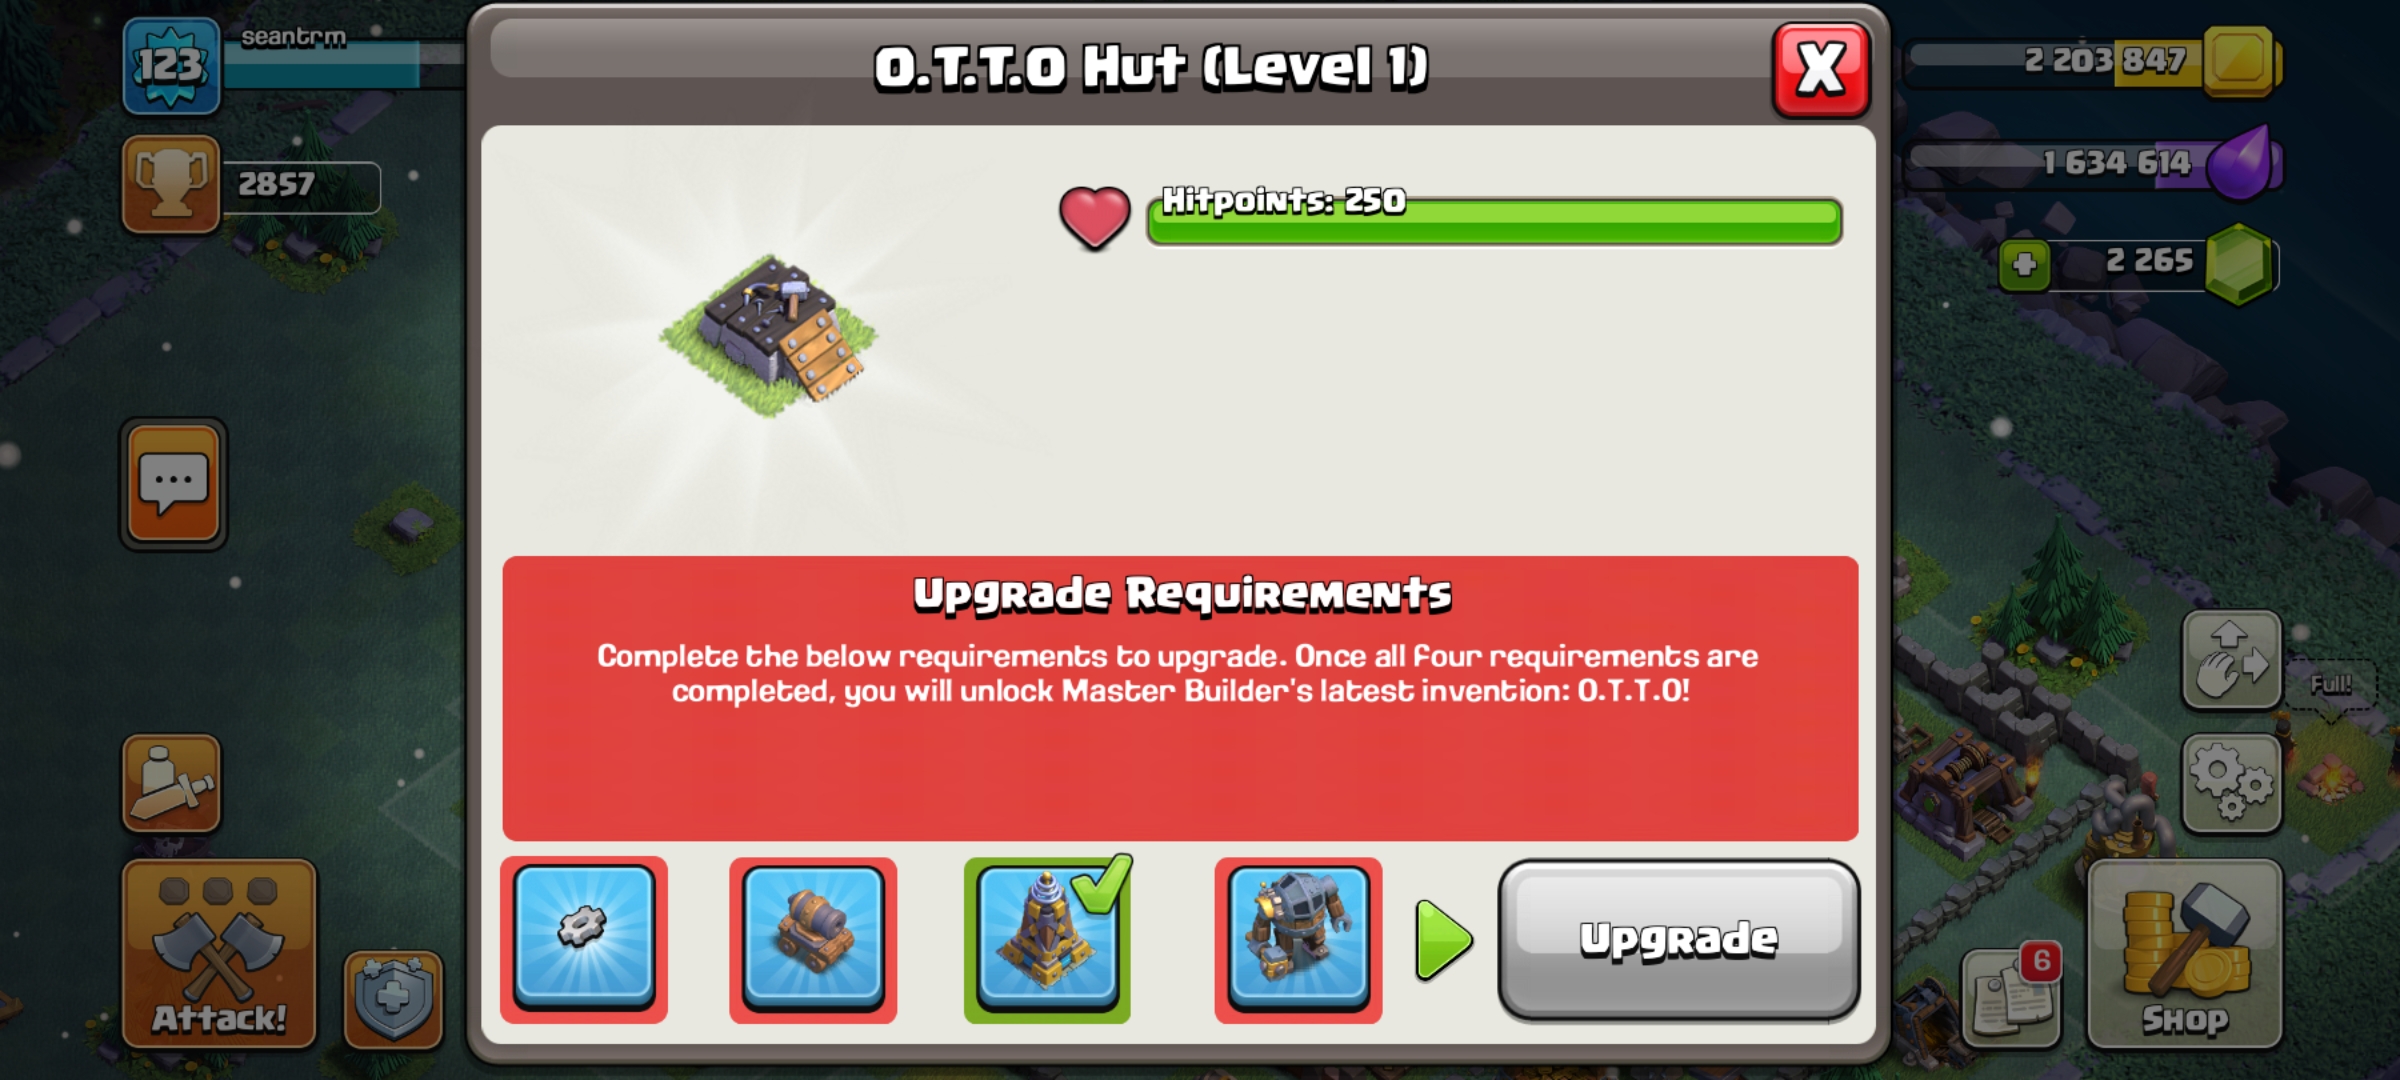 123
seantrm
O.T.T.O Hut (Level 1)
X
2 203 847
2857
Hitpoints: 250
1 634 614
2 265
Upgrade Requirements
Complete the below requirements to upgrade. Once all four requirements are
completed, you will unlock Master Builder's latest invention: O.T.T.O!
Full!
Upgrade
6
Attack!
Shop